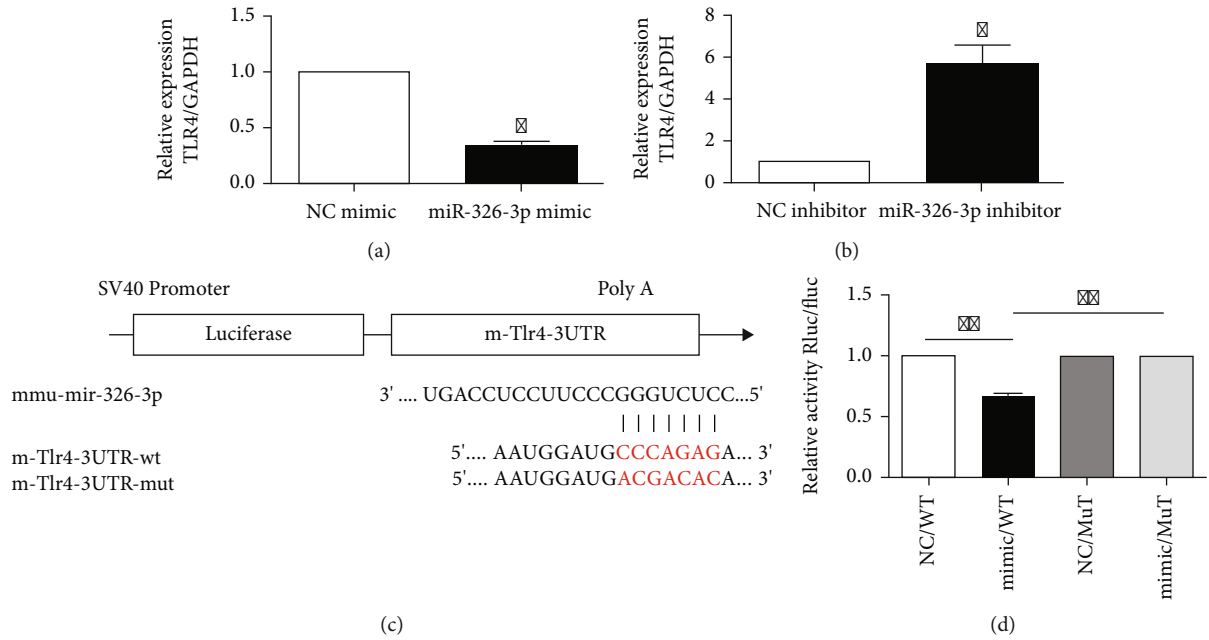 Relative expression
TLR4/GAPDH
1.5
1.0
0.5
0.0
NC mimic
miR-326-3p mimic
(a)
Relative expression
TLR4/GAPDH
8
6
4
2
0
NC inhibitor
miR-326-3p inhibitor
(b)
SV40 Promoter
Poly A
Luciferase
m-Tlr4-3UTR
mmu-mir-326-3p
3' .... UGACCUCCUUCCCGGGUCUCC...5'
m-Tlr4-3UTR-wt
5'.... AAUGGAUGCCCAGAGA... 3'
m-Tlr4-3UTR-mut
5'.... AAUGGAUGACGACACA... 3'
(c)
Relative activity Rluc/fluc
1.5
1.0
0.5
0.0
NC/WT
mimic/WT
NC/MuT
mimic/MuT
(d)